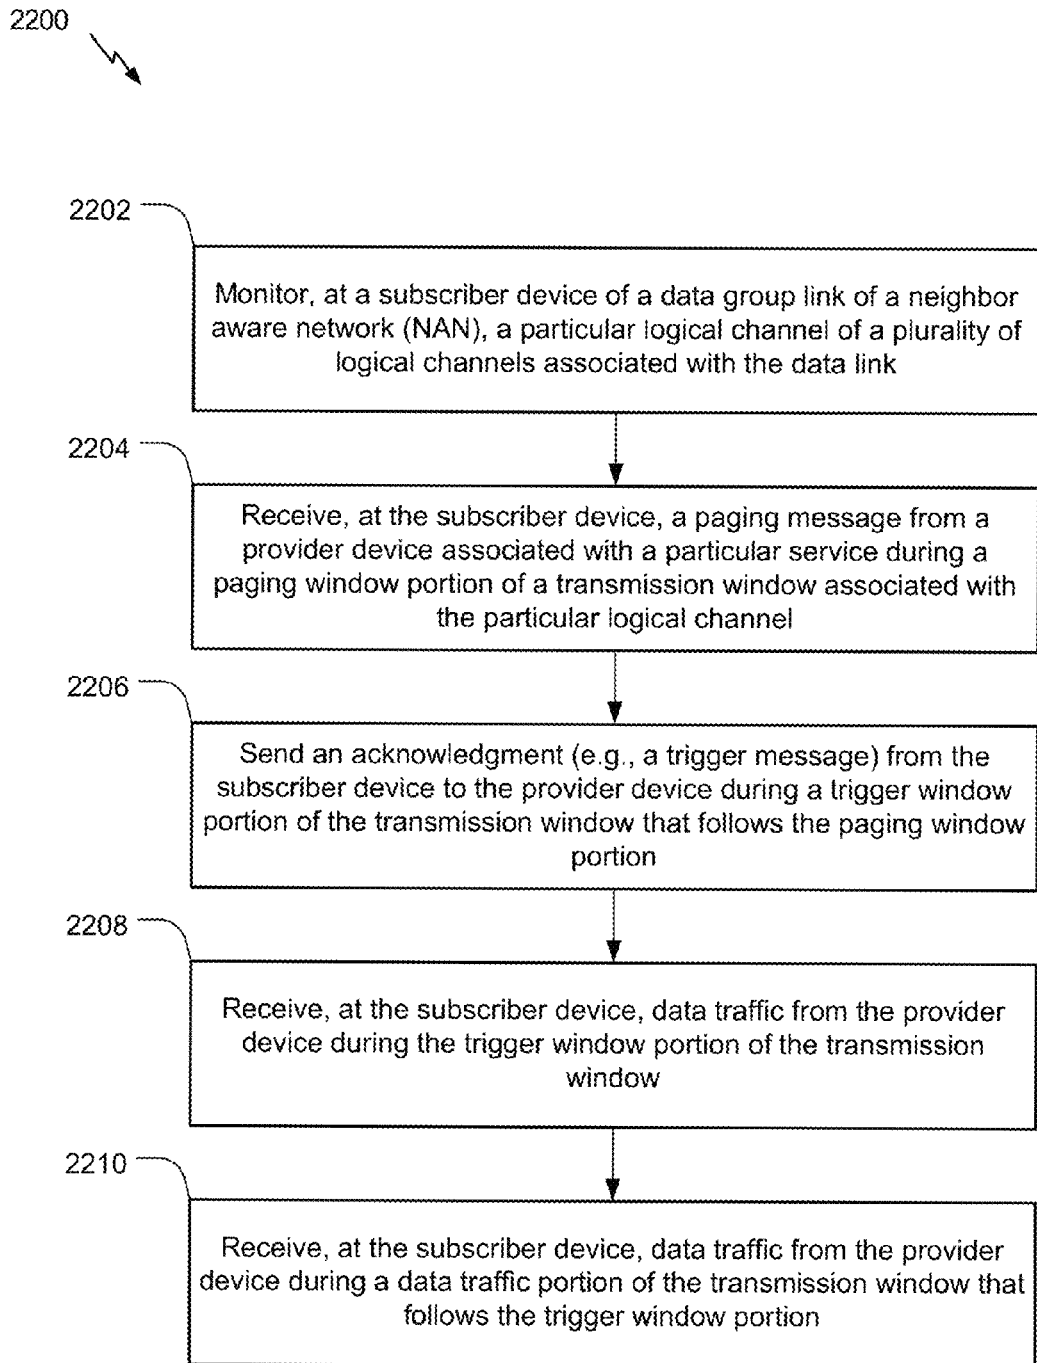 2200
2202
Monitor, at a subscriber device of a data group link of a neighbor
aware network (NAN), a particular logical channel of a plurality of
logical channels associated with the data link
2204
Receive, at the subscriber device, a paging message from a
provider device associated with a particular service during a
paging window portion of a transmission window associated with
the particular logical channel
2206
Send an acknowledgment (e.g., a trigger message) from the
subscriber device to the provider device during a trigger window
portion of the transmission window that follows the paging window
portion
2208
Receive, at the subscriber device, data traffic from the provider
device during the trigger window portion of the transmission
window
2210
Receive, at the subscriber device, data traffic from the provider
device during a data traffic portion of the transmission window that
follows the trigger window portion